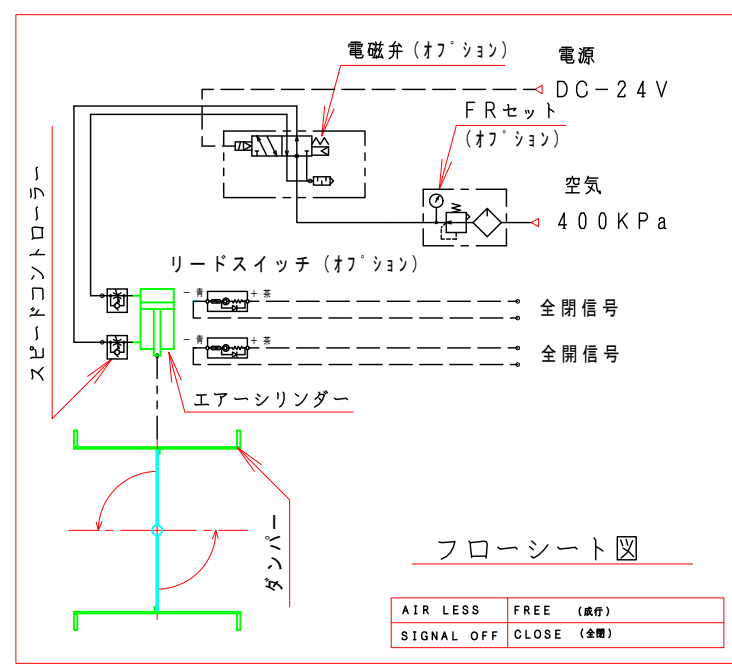 電磁弁（ｵﾌﾟｼｮﾝ）
電源
DC-24V
FRセット
（ｵﾌﾟｼｮﾝ）
空気
400KPa
スピードコントローラー
リードスイッチ（ｵﾌﾟｼｮﾝ）
- 青 + 茶
全閉信号
- 青 + 茶
全開信号
エアーシリンダー
ダンパー
フローシート図
AIR LESS FREE （成行）
SIGNAL OFF CLOSE （全閉）